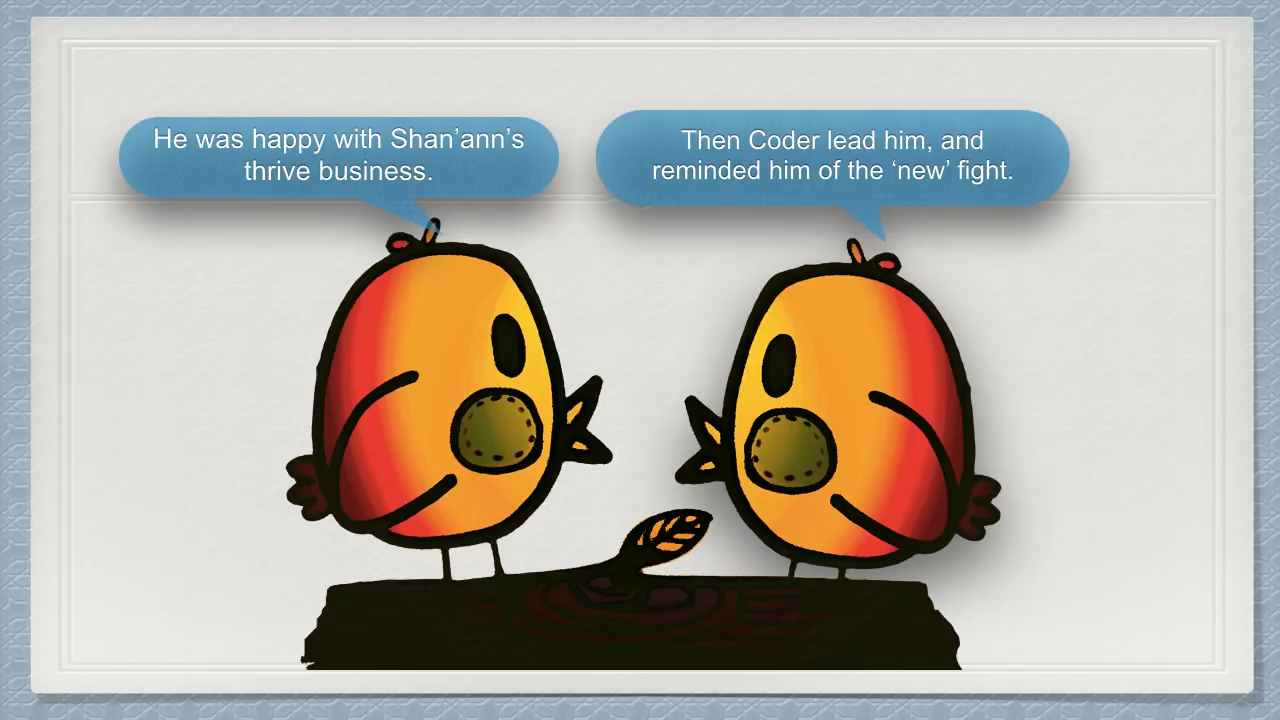 He was happy with Shan’ann’s
thrive business.
Then Coder lead him, and
reminded him of the ‘new’ fight.